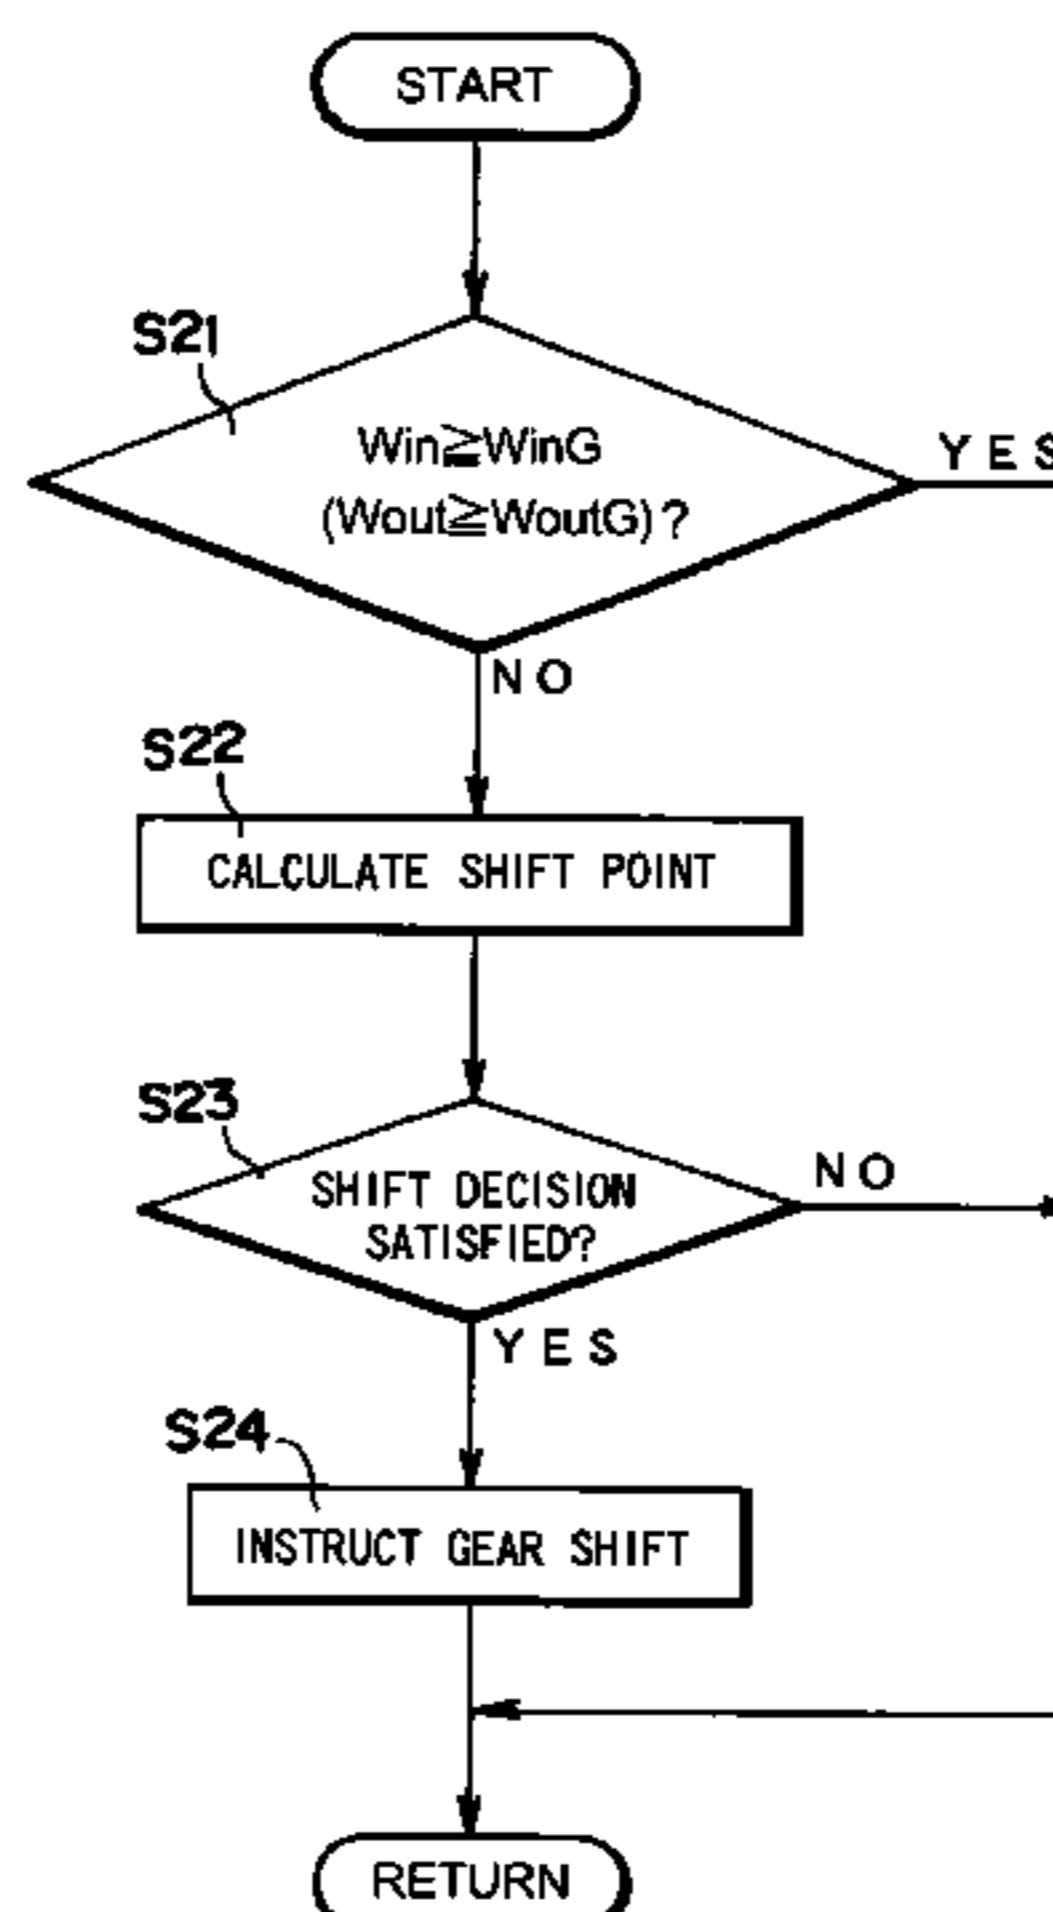 START
S21
Win≧WinG
(Wout≧WoutG)?
YES
NO
S22
CALCULATE SHIFT POINT
S23
SHIFT DECISION
SATISFIED?
NO
YES
S24
INSTRUCT GEAR SHIFT
RETURN